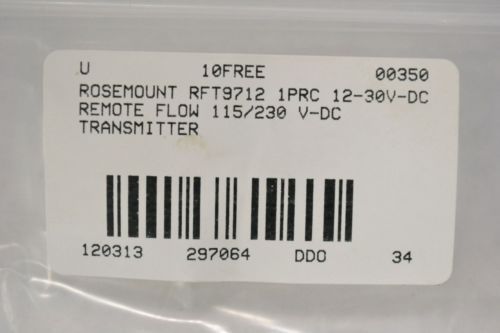 U 10FREE 00350
ROSEMOUNT RFT9712 1PRC 12-30V-DC
REMOTE FLOW 115/230 V-DC
TRANSMITTER
120313 297064 DDO 34